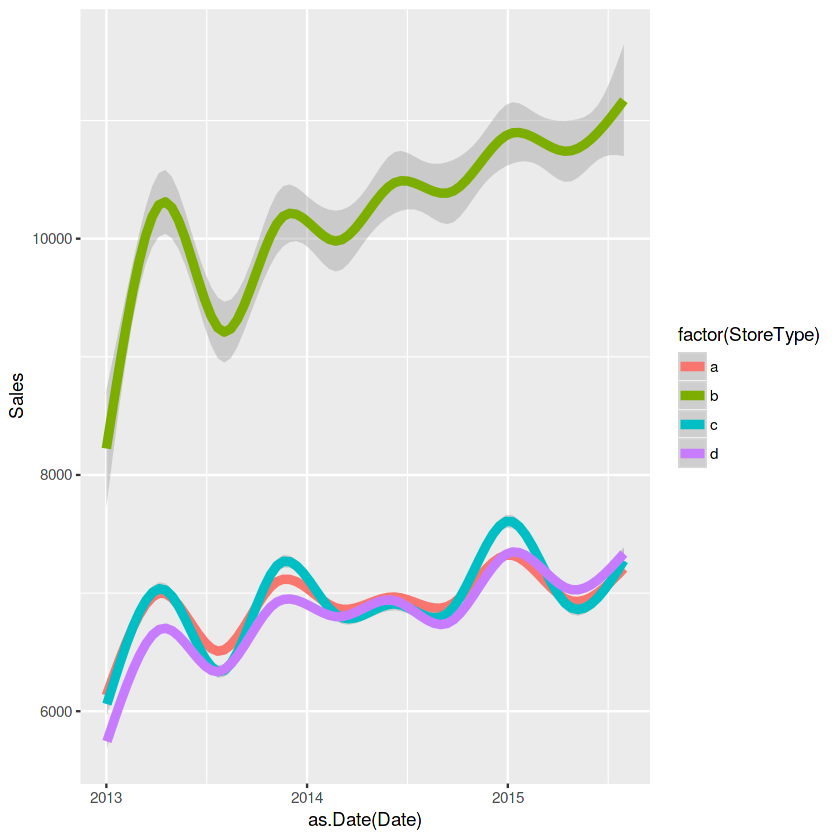 Sales
10000
8000
6000
2013 2014 2015
as.Date(Date)
factor(StoreType)
a
b
c
d